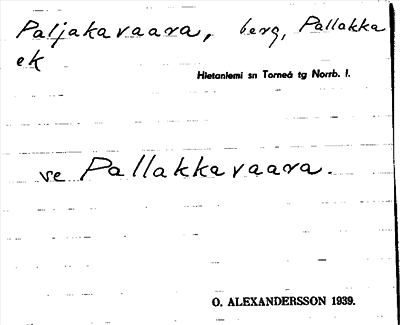 Paljakavaara, berg, Pallakka
ek
Hietaniemi sn Torneå tg Norrb. l.
se Pallakkavaara.
O. ALEXANDERSSON 1939.